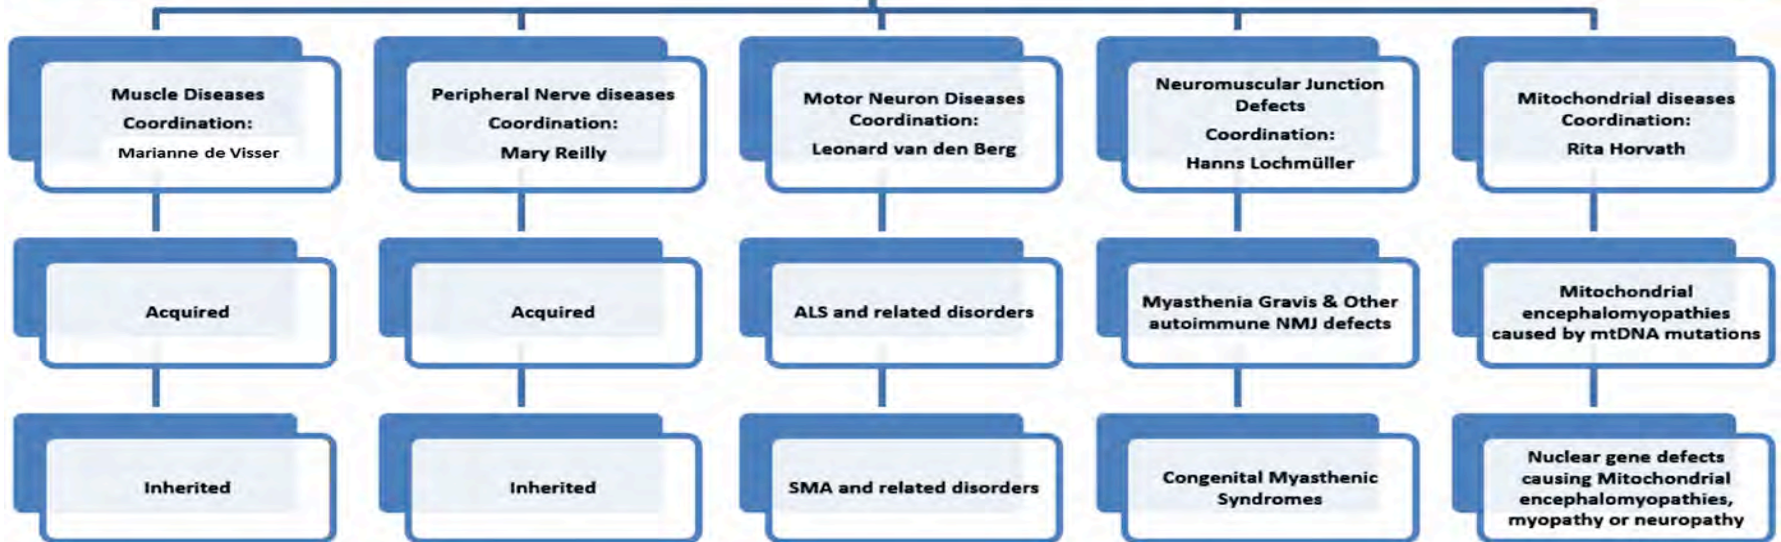 Muscle Diseases
Coordination:
Marianne de Visser
Peripheral Nerve diseases
Coordination:
Mary Reilly
Motor Neuron Diseases
Coordination:
Leonard van den Berg
Neuromuscular Junction
Defects
Coordination:
Hanns Lochmüller
Mitochondrial diseases
Coordination:
Rita Horvath
Acquired
Acquired
ALS and related disorders
Myasthenia Gravis & Other
autoimmune NMJ defects
Mitochondrial
encephalomyopathies
caused by mtDNA mutations
Inherited
Inherited
SMA and related disorders
Congenital Myasthenic
Syndromes
Nuclear gene defects
causing Mitochondrial
encephalomyopathies,
myopathy or neuropathy